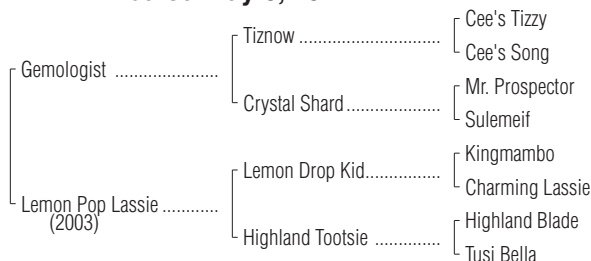 Cee's Tizzy
Tiznow
Cee's Song
Gemologist
Mr. Prospector
Crystal Shard
Sulemeif
Kingmambo
Lemon Drop Kid
Charming Lassie
Lemon Pop Lassie
(2003)
Highland Blade
Highland Tootsie
Tusi Bella